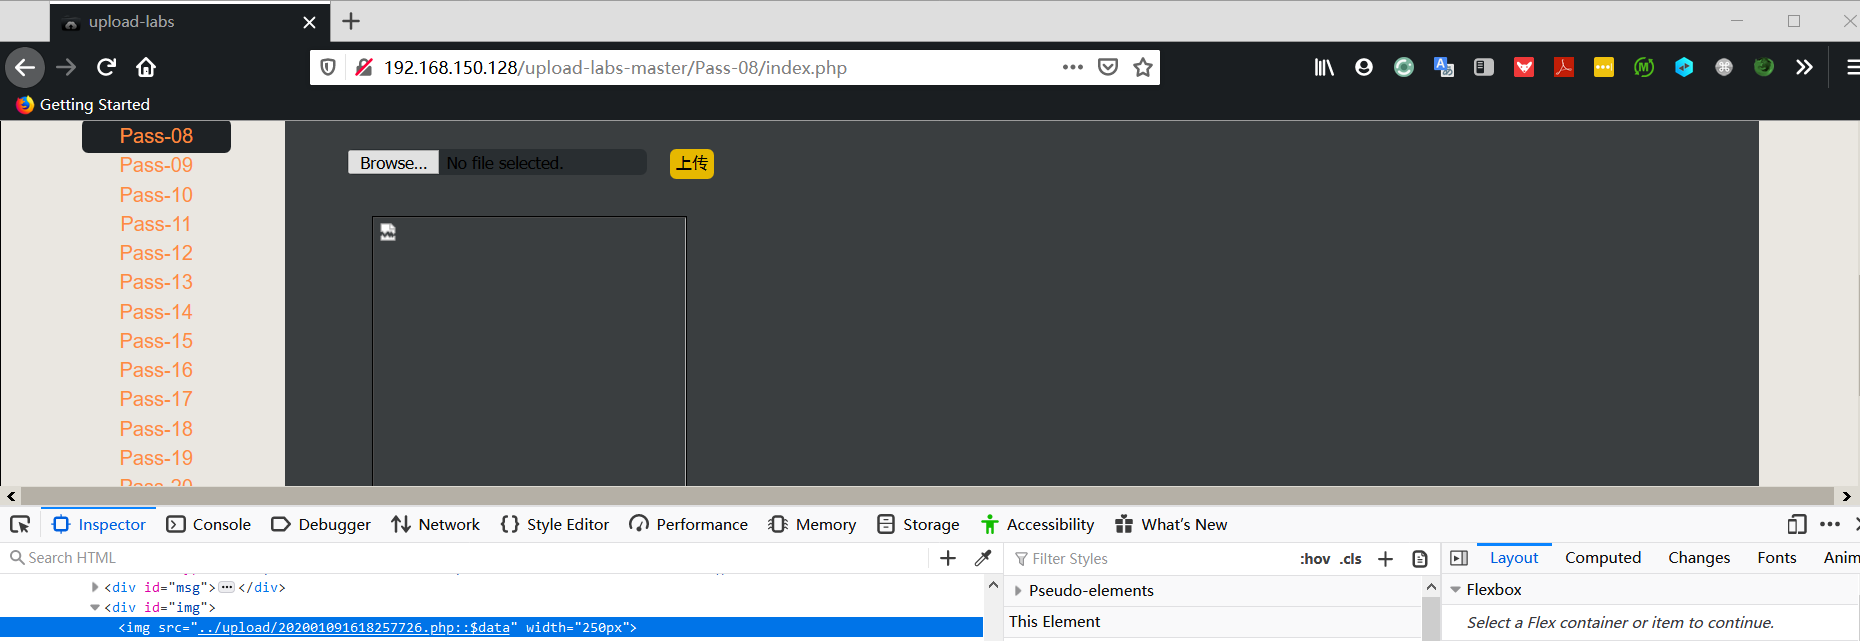 upload-labs
192.168.150.128/upload-labs-master/Pass-08/index.php
Getting Started
Pass-08
Pass-09
Pass-10
Pass-11
Pass-12
Pass-13
Pass-14
Pass-15
Pass-16
Pass-17
Pass-18
Pass-19
Pass-20
Browse... No file selected. 上传
Inspector Console Debugger Network Style Editor Performance Memory Storage Accessibility What's New
Search HTML
<div id="msg"> </div>
<div id="img">
<img src="../upload/202001091618257726.php::$data" width="250px">
Filter Styles :hov .cls
Pseudo-elements
This Element
Layout Computed Changes Fonts Anim
Flexbox
Select a Flex container or item to continue.